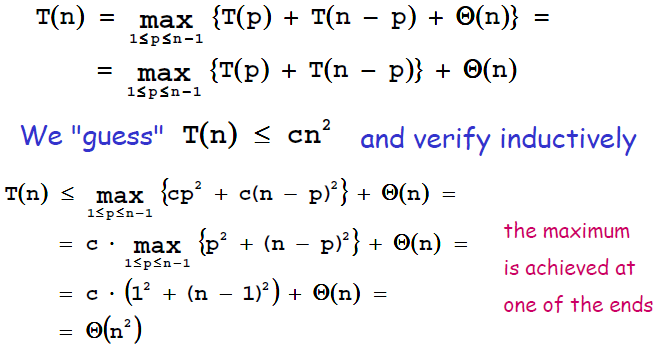 T(n) = max {T(p) + T(n - p) + Θ(n)} =
1≤p≤n-1
= max {T(p) + T(n - p)} + Θ(n)
1≤p≤n-1
We "guess" T(n) ≤ cn² and verify inductively
T(n) ≤ max {cp² + c(n - p)²} + Θ(n) =
1≤p≤n-1
= c · max {p² + (n - p)²} + Θ(n) =
1≤p≤n-1
= c · (1² + (n - 1)²) + Θ(n) =
= Θ(n²)
the maximum
is achieved at
one of the ends